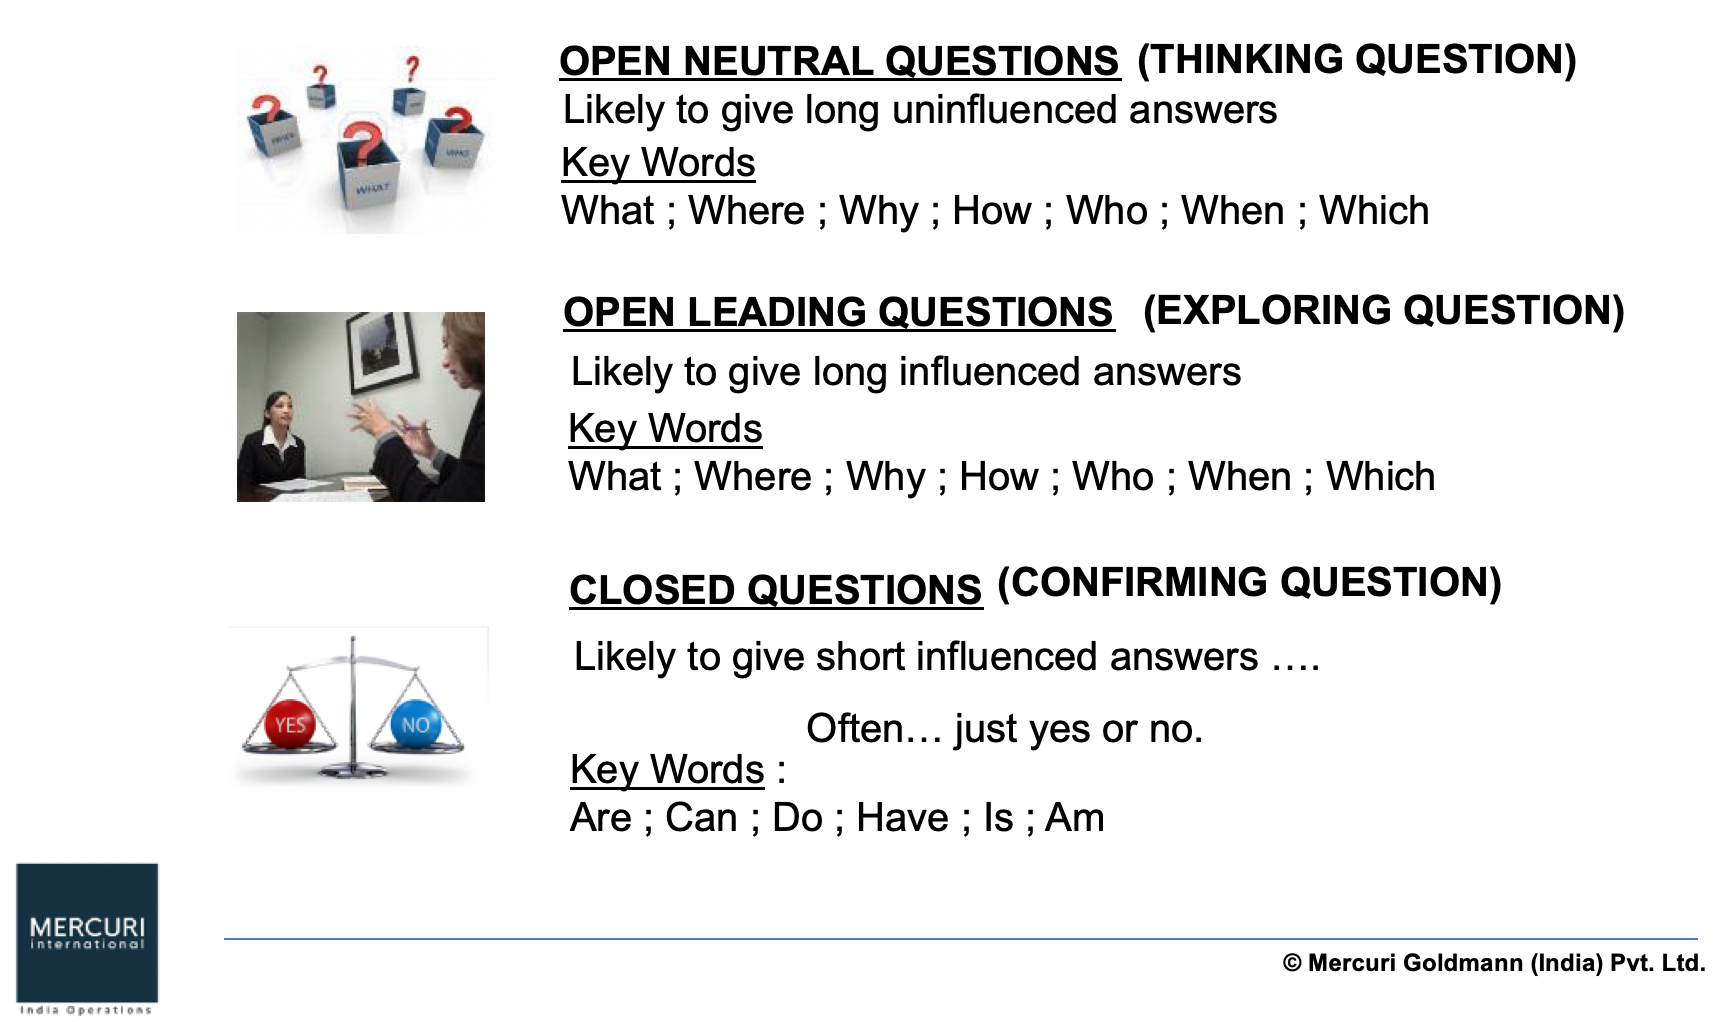 OPEN NEUTRAL QUESTIONS (THINKING QUESTION)
Likely to give long uninfluenced answers
Key Words
What ; Where ; Why ; How ; Who ; When ; Which
WHAT
WHO
OPEN LEADING QUESTIONS (EXPLORING QUESTION)
Likely to give long influenced answers
Key Words
What ; Where ; Why ; How ; Who ; When ; Which
CLOSED QUESTIONS (CONFIRMING QUESTION)
Likely to give short influenced answers ….
Often… just yes or no.
Key Words :
Are ; Can ; Do ; Have ; Is ; Am
YES
NO
MERCURI
international
India Operations
© Mercuri Goldmann (India) Pvt. Ltd.